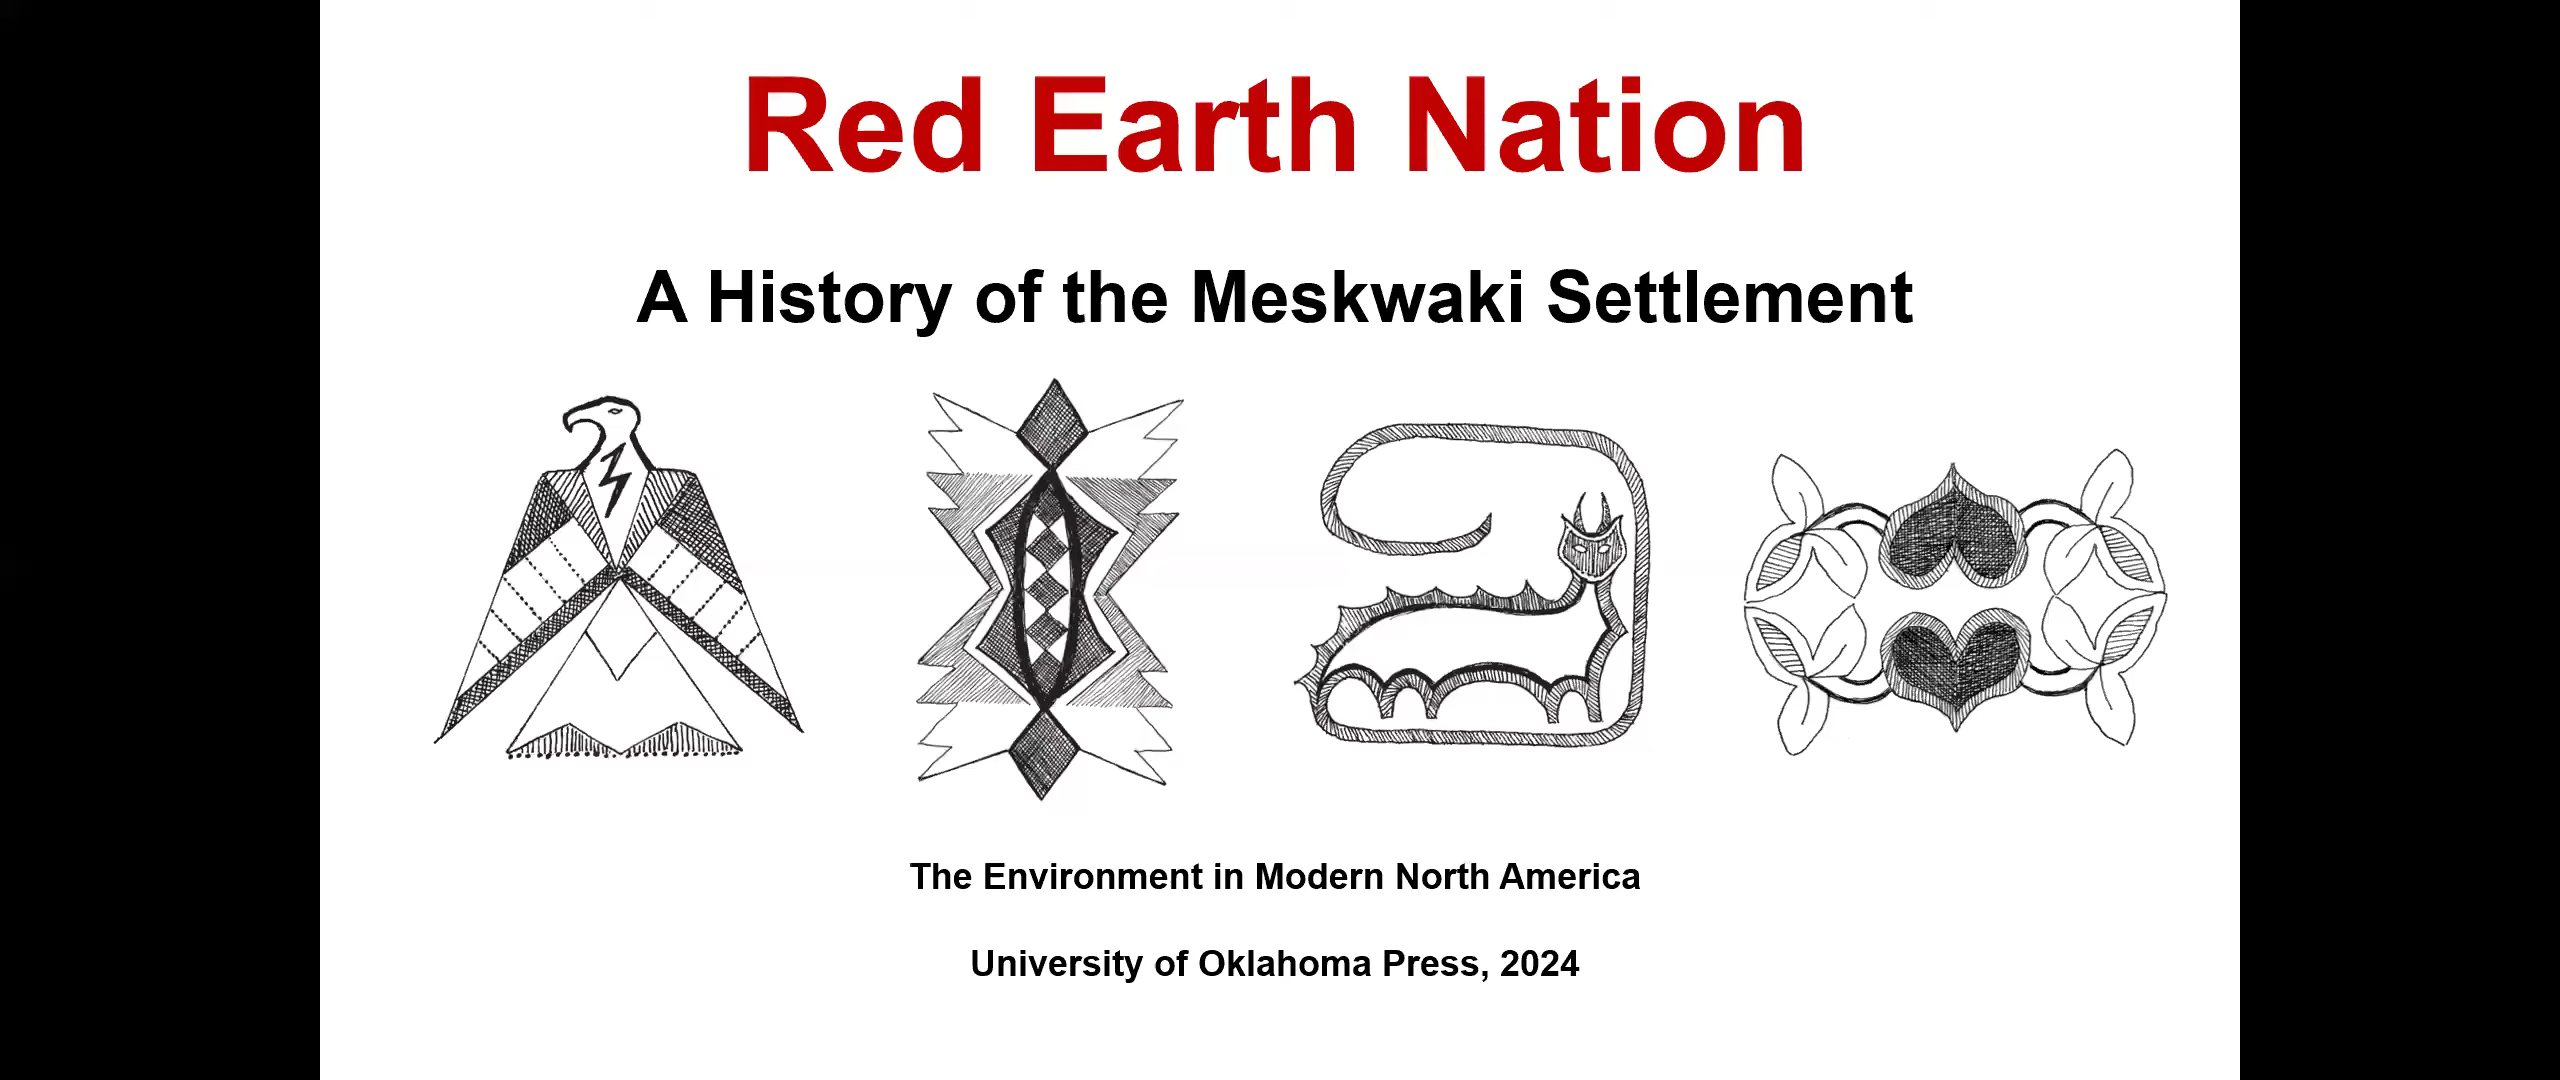 Red Earth Nation
A History of the Meskwaki Settlement
The Environment in Modern North America
University of Oklahoma Press, 2024